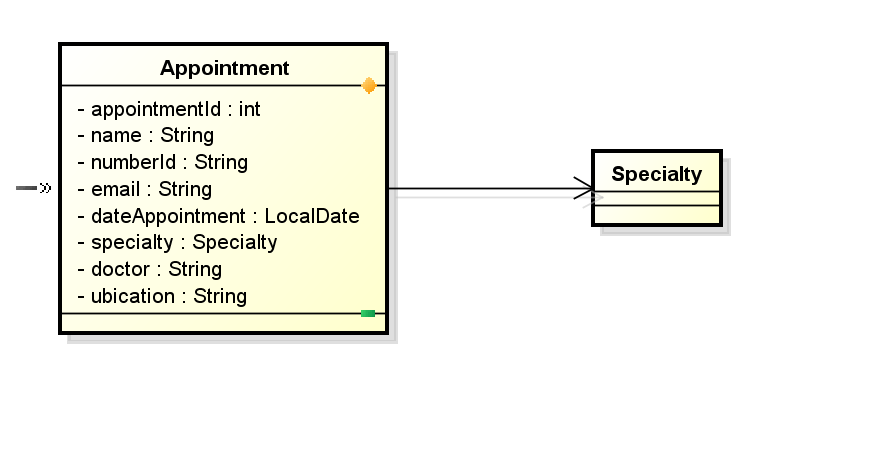 Appointment
- appointmentId : int
- name : String
- numberId : String
- email : String
- dateAppointment : LocalDate
- specialty : Specialty
- doctor : String
- ubication : String
Specialty